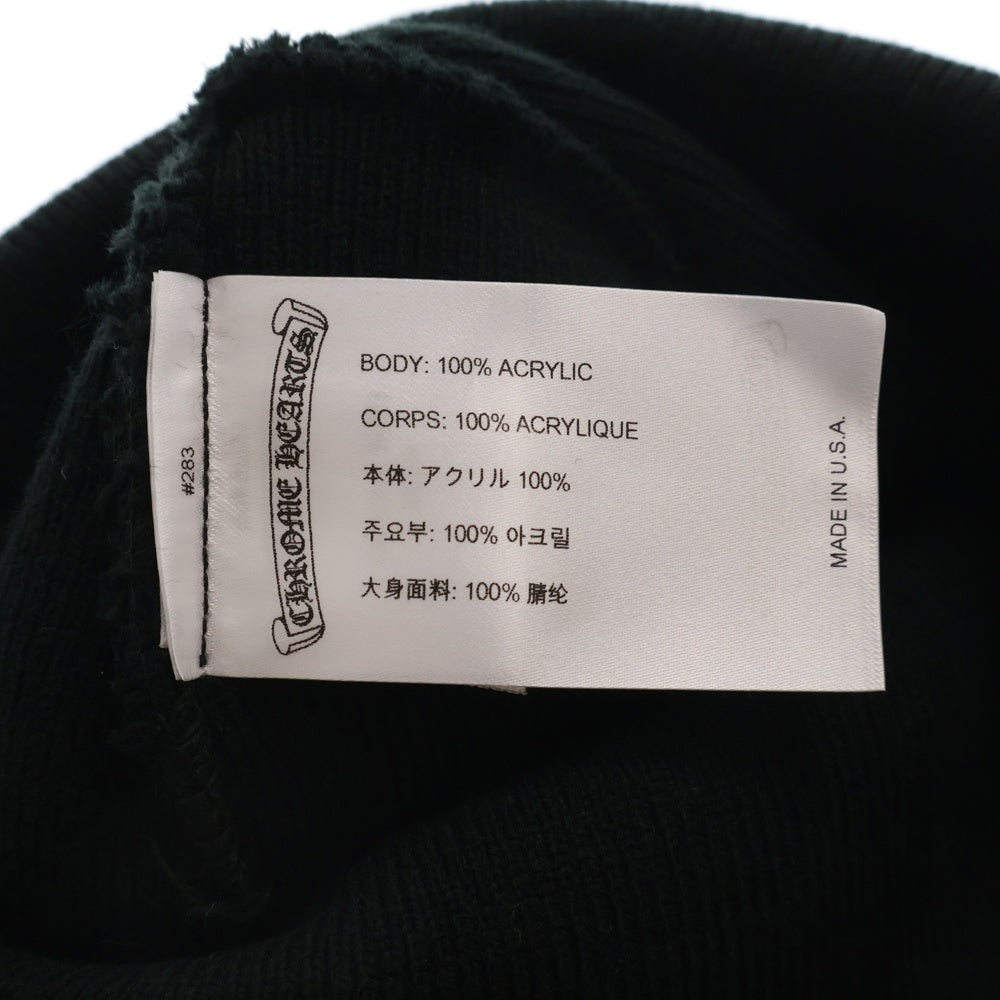 #283
CHROME HEARTS
BODY: 100% ACRYLIC
CORPS: 100% ACRYLIQUE
本体: アクリル 100%
주요부: 100% 아크릴
大身面料: 100% 腈纶
MADE IN U.S.A.